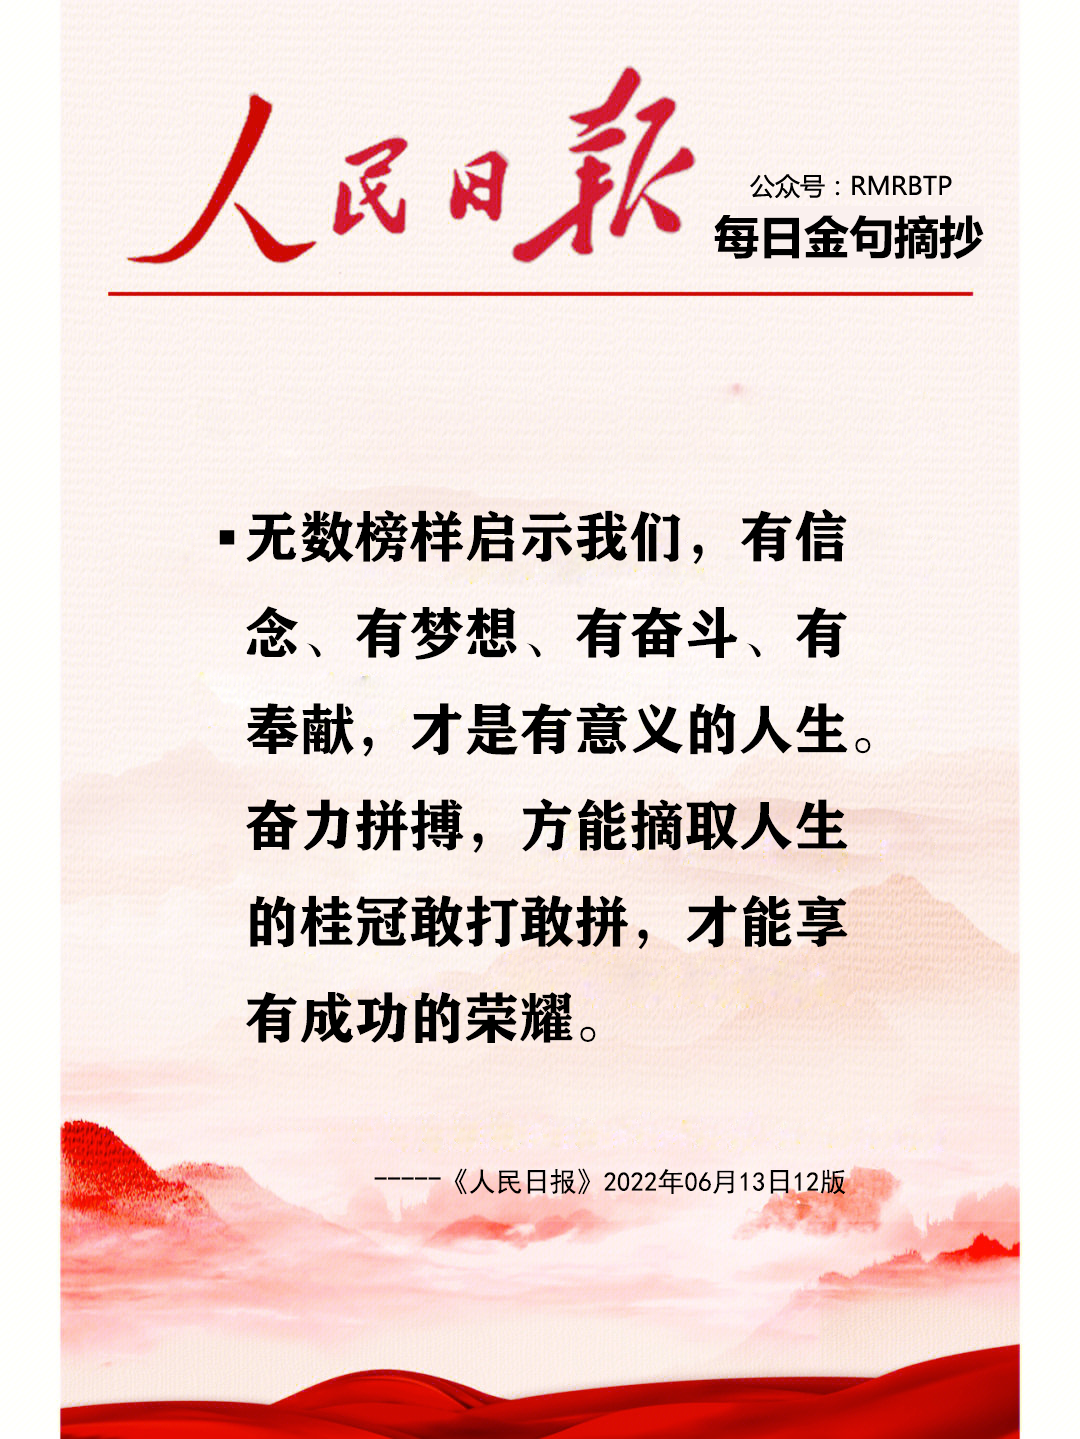 人民日报
公众号：RMRBTP
每日金句摘抄
▪无数榜样启示我们，有信
念、有梦想、有奋斗、有
奉献，才是有意义的人生。
奋力拼搏，方能摘取人生
的桂冠敢打敢拼，才能享
有成功的荣耀。
-----《人民日报》2022年06月13日12版